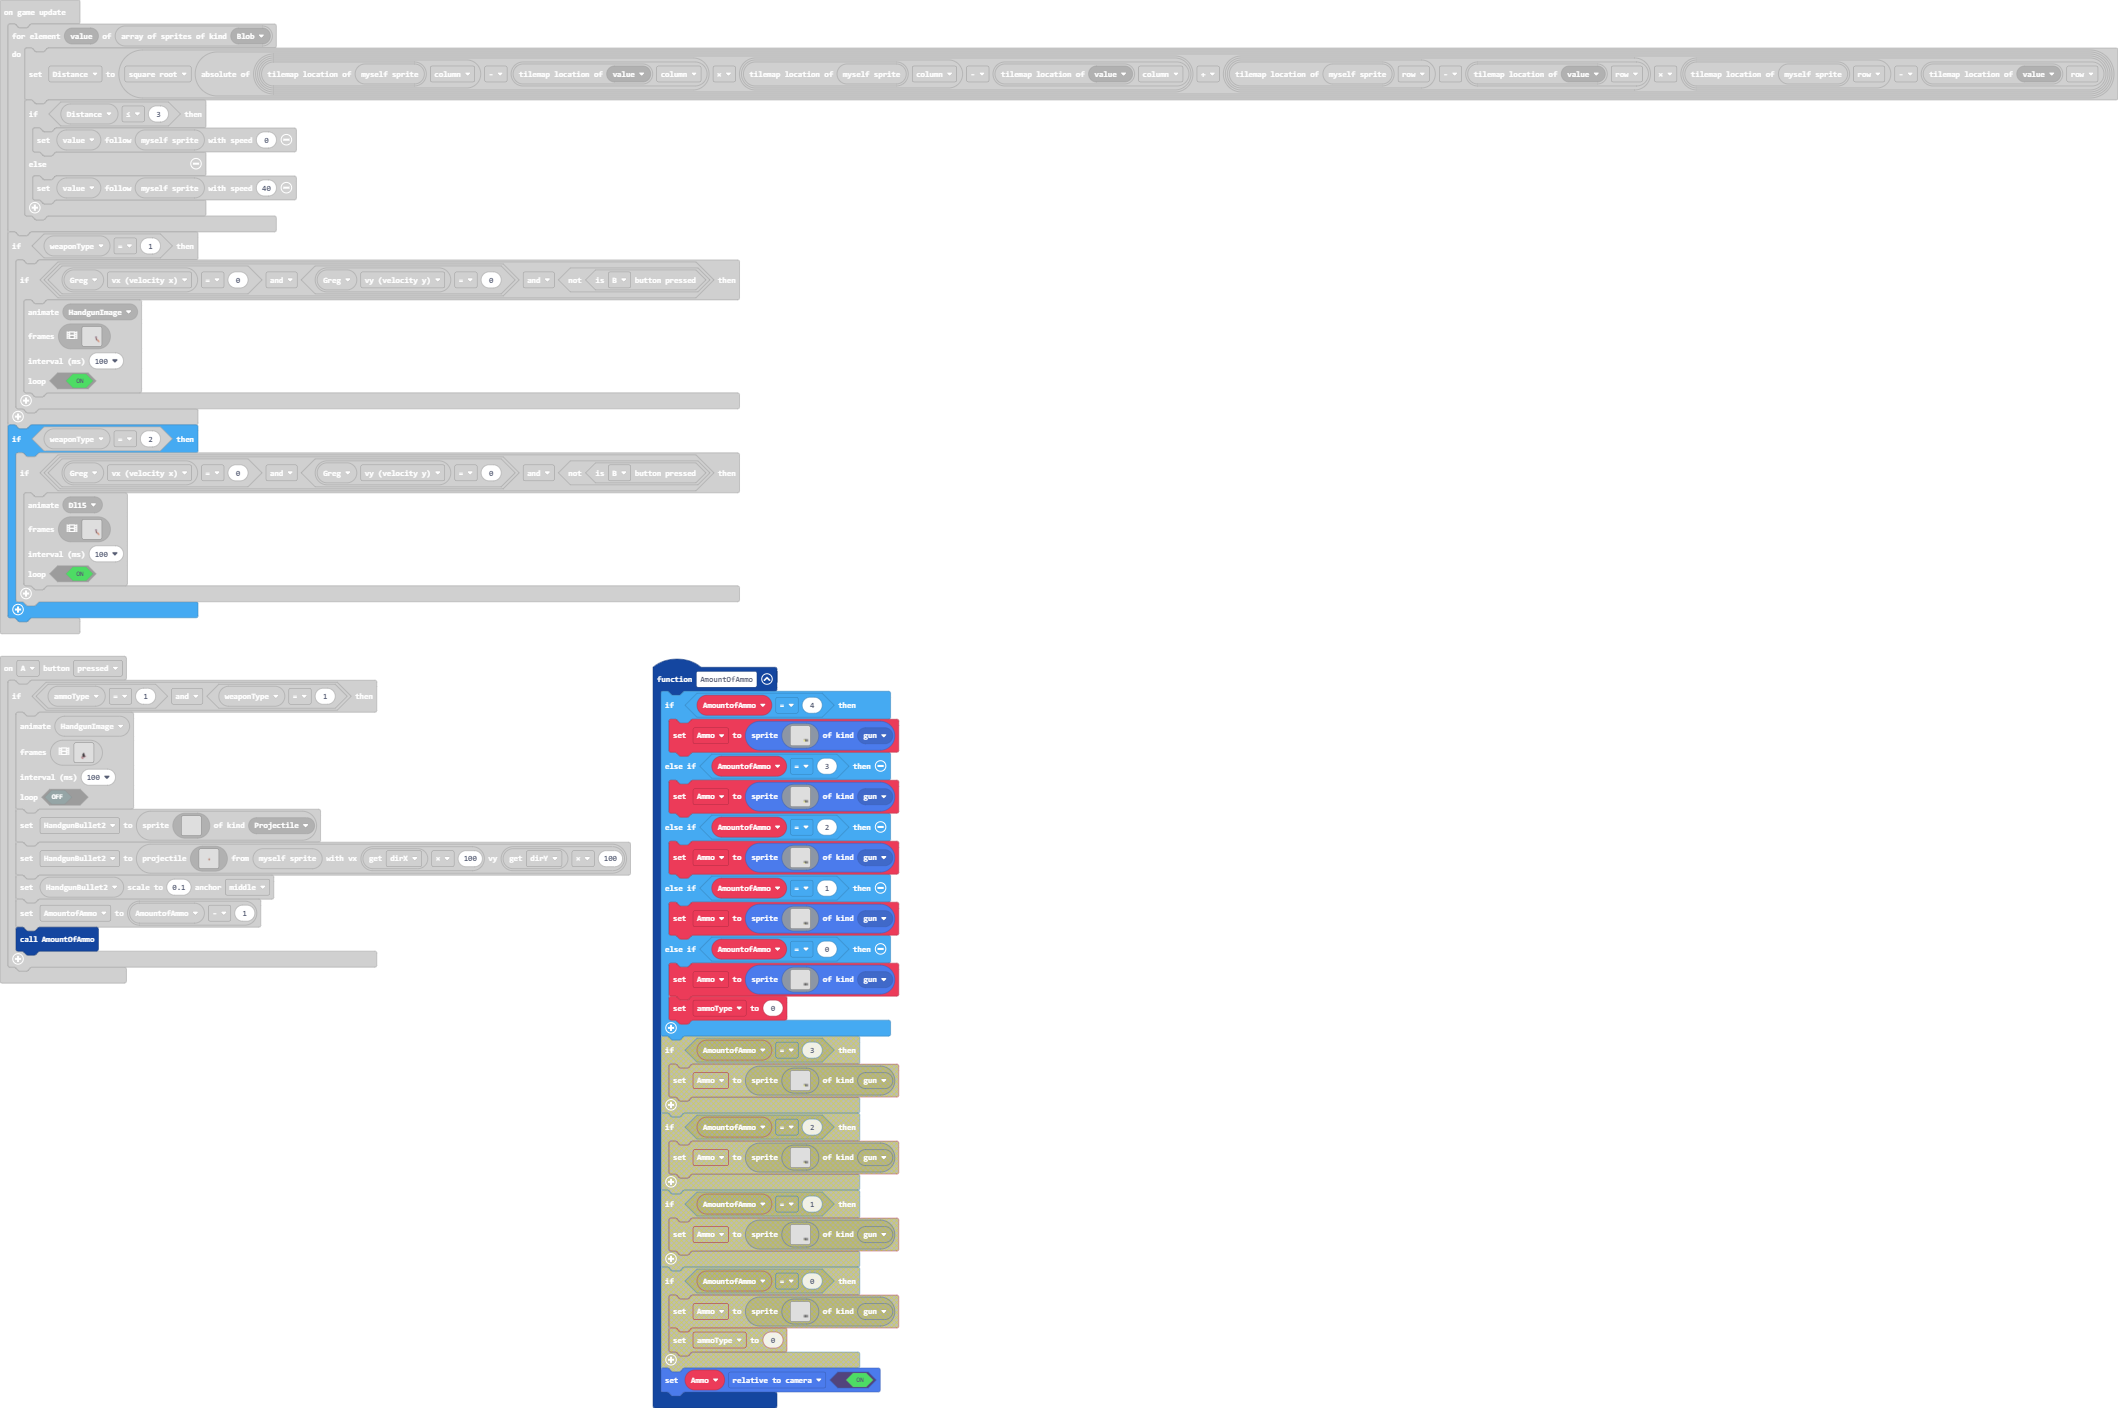 on game update
for element value of array of sprites of kind Blob
do
set Distance to square root absolute of tilemap location of myself sprite column - tilemap location of value column × tilemap location of myself sprite column - tilemap location of value column + tilemap location of myself sprite row - tilemap location of value row × tilemap location of myself sprite row - tilemap location of value row
if Distance ≤ 3 then
set value follow myself sprite with speed 0
else
set value follow myself sprite with speed 40
if weaponType = 1 then
if Greg vx (velocity x) = 0 and Greg vy (velocity y) = 0 and not is B button pressed then
animate HandgunImage
frames
interval (ms) 100
loop ON
if weaponType = 2 then
if Greg vx (velocity x) = 0 and Greg vy (velocity y) = 0 and not is B button pressed then
animate Dl15
frames
interval (ms) 100
loop ON
on A button pressed
if ammoType = 1 and weaponType = 1 then
animate HandgunImage
frames
interval (ms) 100
loop OFF
set HandgunBullet2 to sprite of kind Projectile
set HandgunBullet2 to projectile from myself sprite with vx get dirX × 100 vy get dirY × 100
set HandgunBullet2 scale to 0.1 anchor middle
set AmountofAmmo to AmountofAmmo - 1
call AmountOfAmmo
function AmountOfAmmo
if AmountofAmmo = 4 then
set Ammo to sprite of kind gun
else if AmountofAmmo = 3 then
set Ammo to sprite of kind gun
else if AmountofAmmo = 2 then
set Ammo to sprite of kind gun
else if AmountofAmmo = 1 then
set Ammo to sprite of kind gun
else if AmountofAmmo = 0 then
set Ammo to sprite of kind gun
set ammoType to 0
if AmountofAmmo = 3 then
set Ammo to sprite of kind gun
if AmountofAmmo = 2 then
set Ammo to sprite of kind gun
if AmountofAmmo = 1 then
set Ammo to sprite of kind gun
if AmountofAmmo = 0 then
set Ammo to sprite of kind gun
set ammoType to 0
set Ammo relative to camera ON